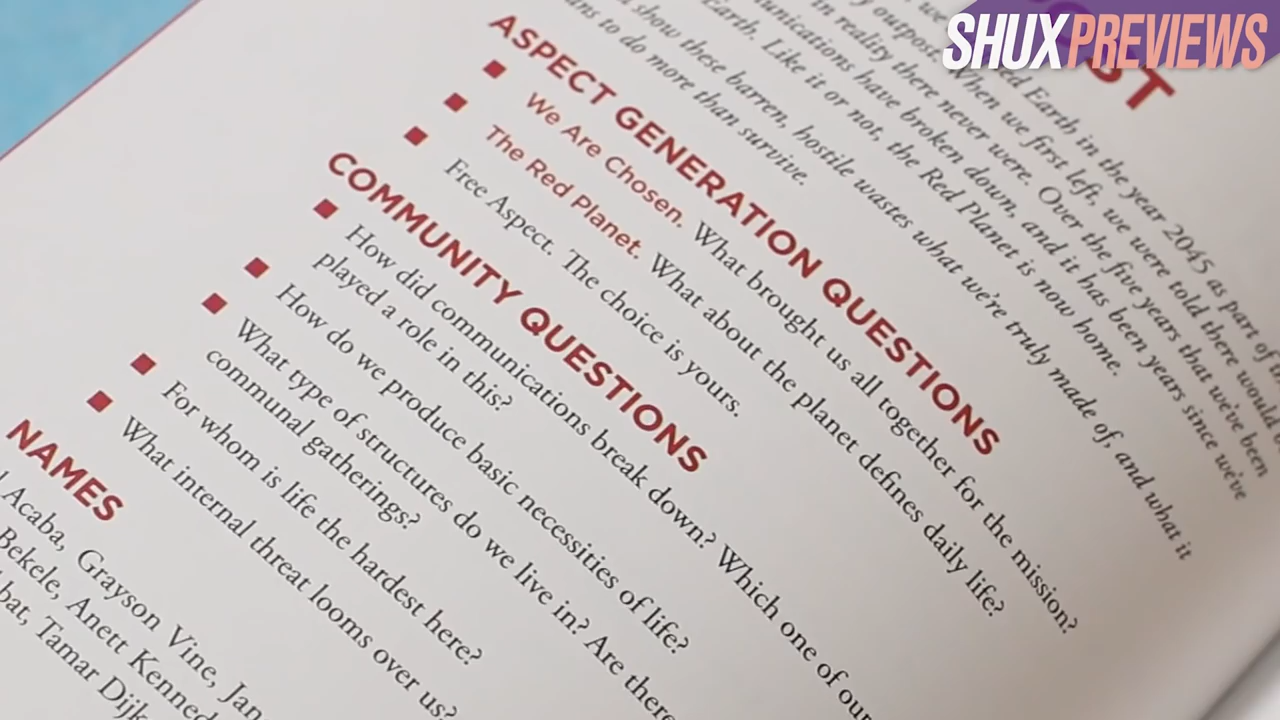 SHUX PREVIEWS
Earth in the year 2045 as part of
outpost. When we first left, we were told there would
in reality there never were. Over the five years that we've been
munications have broken down, and it has been years since we've
Earth. Like it or not, the Red Planet is now home.
show these barren, hostile wastes what we're truly made of, and what it
to do more than survive.
ASPECT GENERATION QUESTIONS
We Are Chosen. What brought us all together for the mission?
The Red Planet. What about the planet defines daily life?
Free Aspect. The choice is yours.
COMMUNITY QUESTIONS
How did communications break down? Which one of our
played a role in this?
How do we produce basic necessities of life?
What type of structures do we live in? Are there
communal gatherings?
For whom is life the hardest here?
What internal threat looms over us?
NAMES
Acaba, Grayson Vine, Jan
Bekele, Anett Kenned
bat, Tamar Dijk